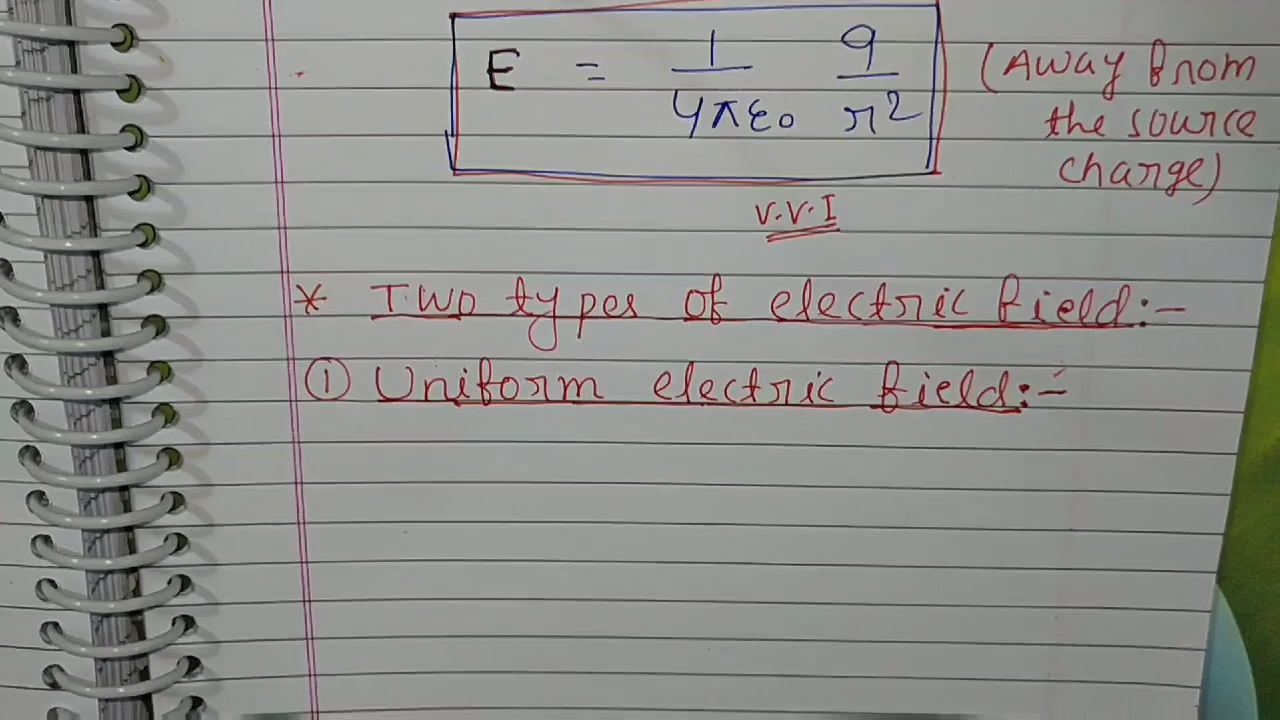 E = 1/4πε₀ q/r² (Away from
the source
charge)
V.V.I
* Two types of electric field:-
① Uniform electric field:-